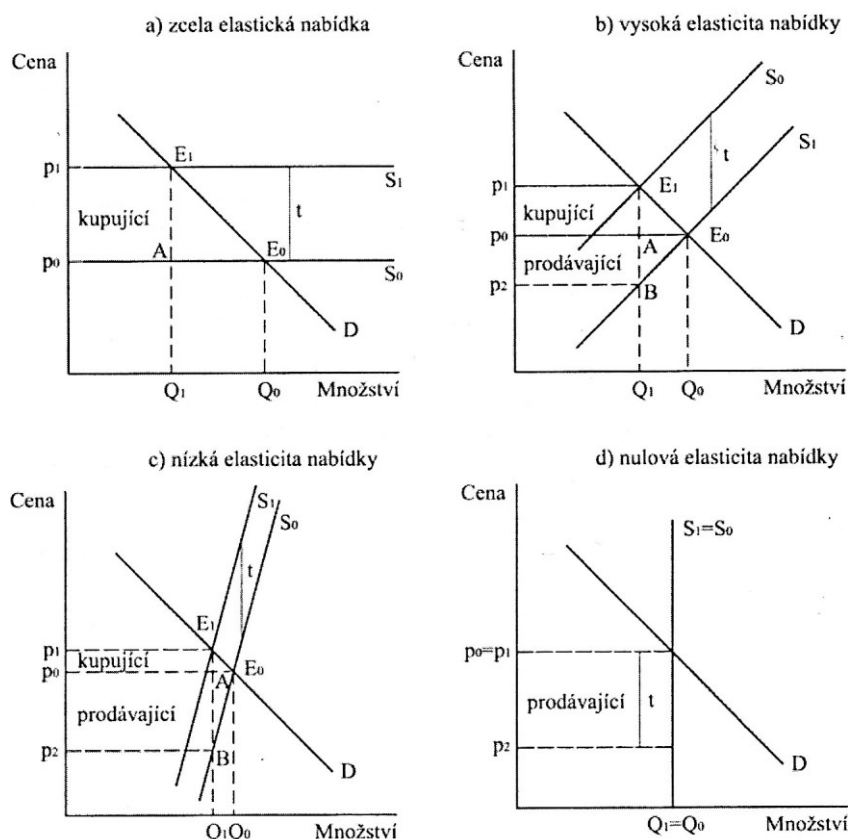 a) zcela elastická nabídka
Cena
E₁
p₁
S₁
kupující
t
A
E₀
p₀
S₀
D
Q₁ Q₀ Množství
b) vysoká elasticita nabídky
Cena
S₀
S₁
t
p₁
E₁
kupující
p₀
A
E₀
prodávající
p₂
B
D
Q₁ Q₀ Množství
c) nízká elasticita nabídky
Cena
S₁
S₀
t
E₁
p₁
kupující
p₀
A
E₀
prodávající
p₂
B
D
Q₁Q₀ Množství
d) nulová elasticita nabídky
Cena
S₁=S₀
p₀=p₁
prodávající
t
p₂
D
Q₁=Q₀ Množství